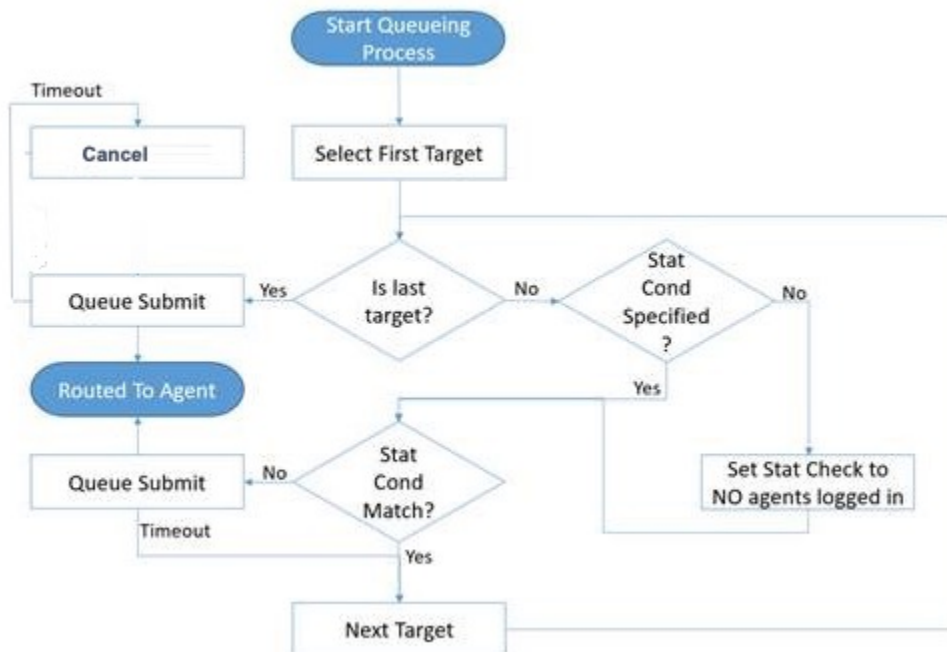 Start Queueing
Process
Timeout
Cancel
Select First Target
Is last
target?
Yes
No
Stat
Cond
Specified
?
No
Queue Submit
Routed To Agent
Yes
Stat
Cond
Match?
No
Queue Submit
Set Stat Check to
NO agents logged in
Timeout
Yes
Next Target